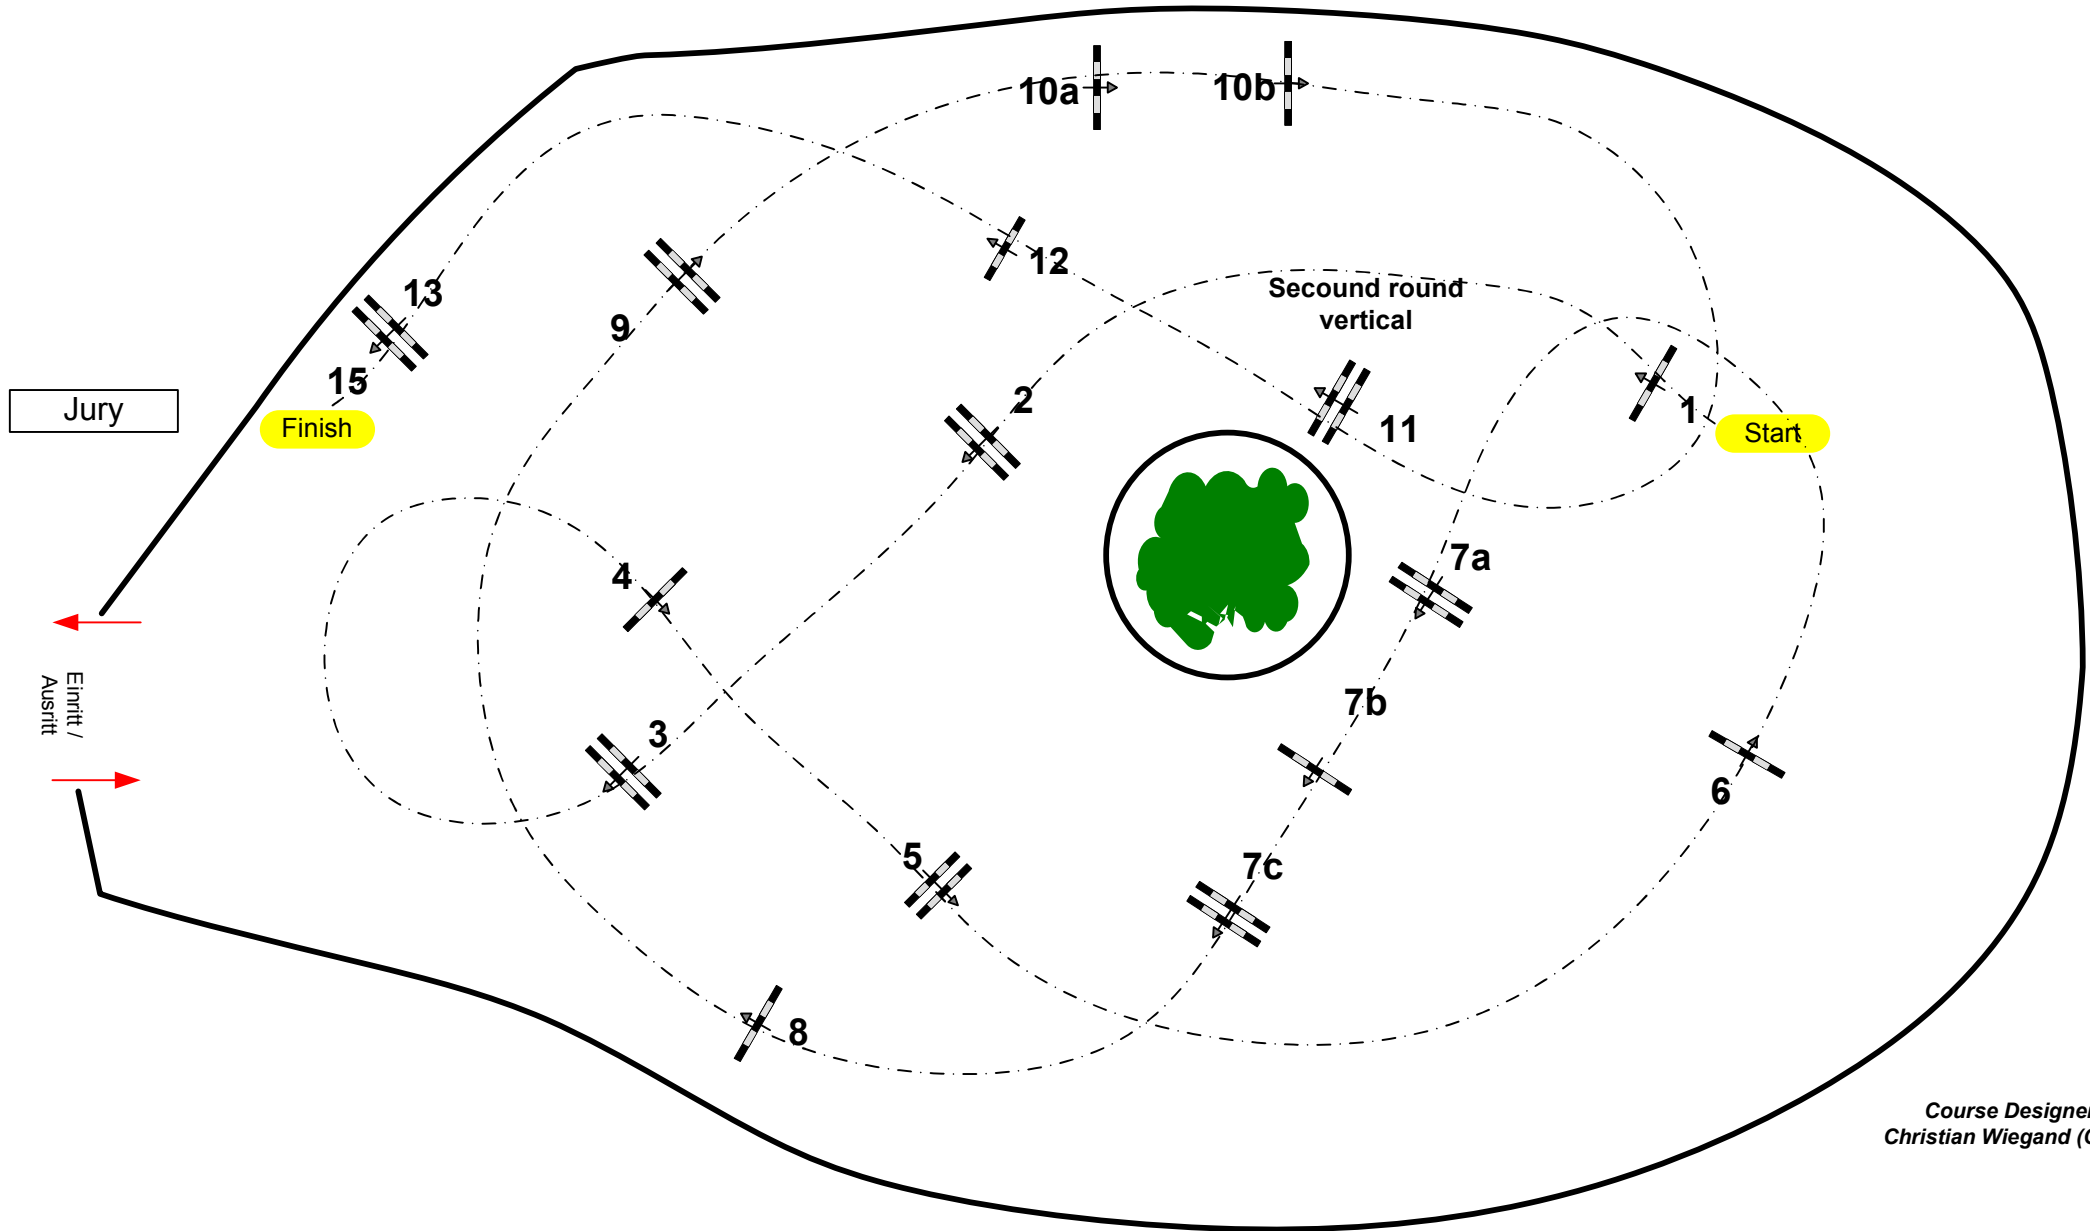 10a
10b
12
13
9
Secound round
vertical
15
Jury
Finish
2
1
11
Start
4
7a
Einritt /
Ausritt
3
7b
6
5
7c
8
Course Designer
Christian Wiegand (